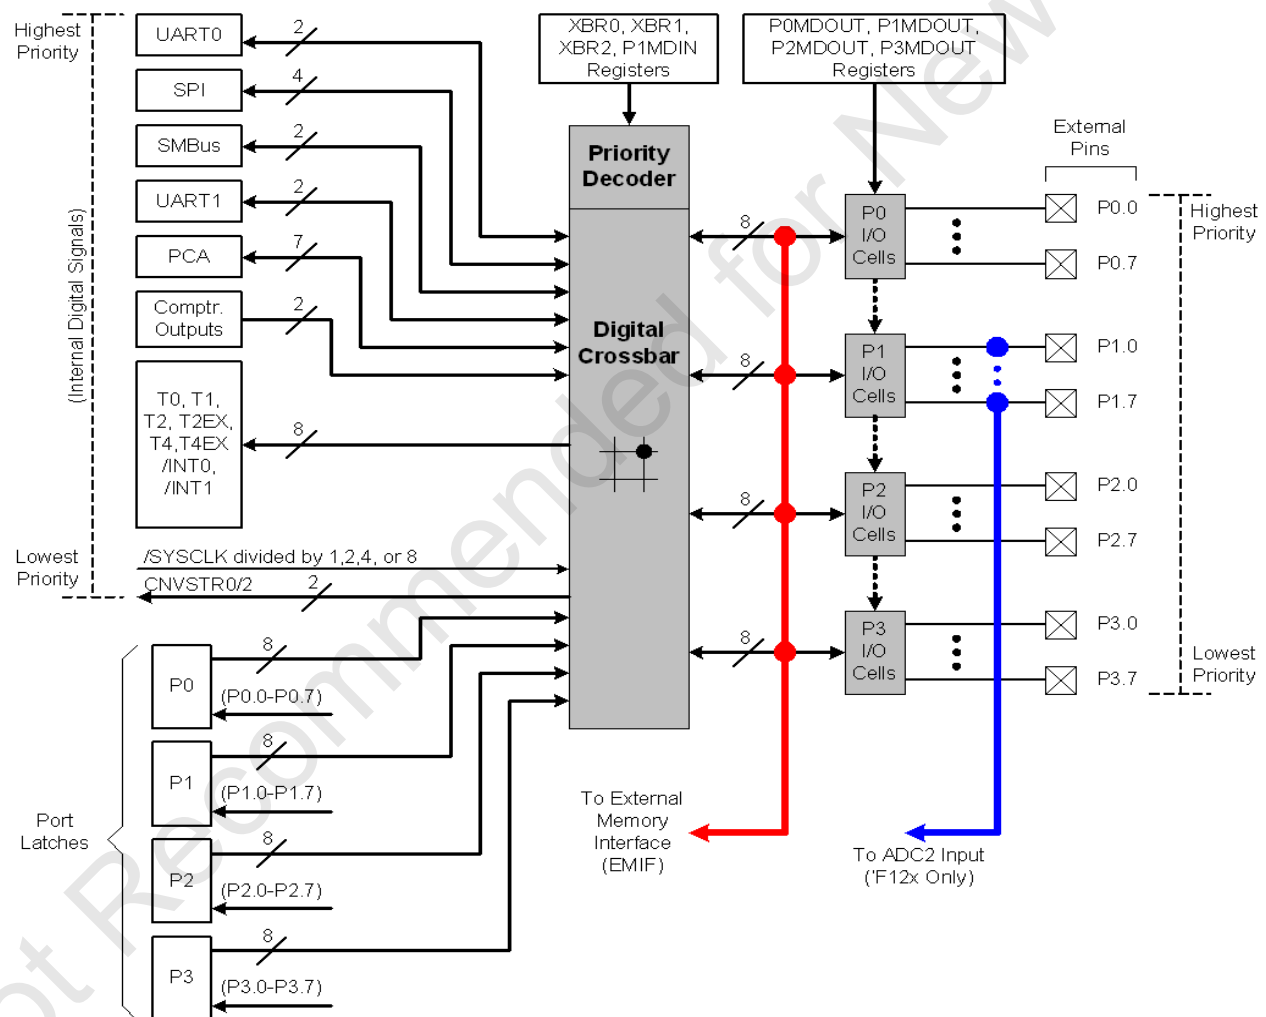 Highest
Priority
UART0
2
SPI
4
SMBus
2
UART1
2
PCA
7
Comptr.
Outputs
2
T0, T1,
T2, T2EX,
T4,T4EX
/INT0,
/INT1
8
(Internal Digital Signals)
Lowest
Priority
/SYSCLK divided by 1,2,4, or 8
CNVSTR0/2
2
Port
Latches
P0
8
(P0.0-P0.7)
P1
8
(P1.0-P1.7)
P2
8
(P2.0-P2.7)
P3
8
(P3.0-P3.7)
XBR0, XBR1,
XBR2, P1MDIN
Registers
P0MDOUT, P1MDOUT,
P2MDOUT, P3MDOUT
Registers
Priority
Decoder
Digital
Crossbar
8
8
8
8
P0
I/O
Cells
P1
I/O
Cells
P2
I/O
Cells
P3
I/O
Cells
External
Pins
P0.0
P0.7
P1.0
P1.7
P2.0
P2.7
P3.0
P3.7
Highest
Priority
Lowest
Priority
To External
Memory
Interface
(EMIF)
To ADC2 Input
('F12x Only)
ot Recommended for New